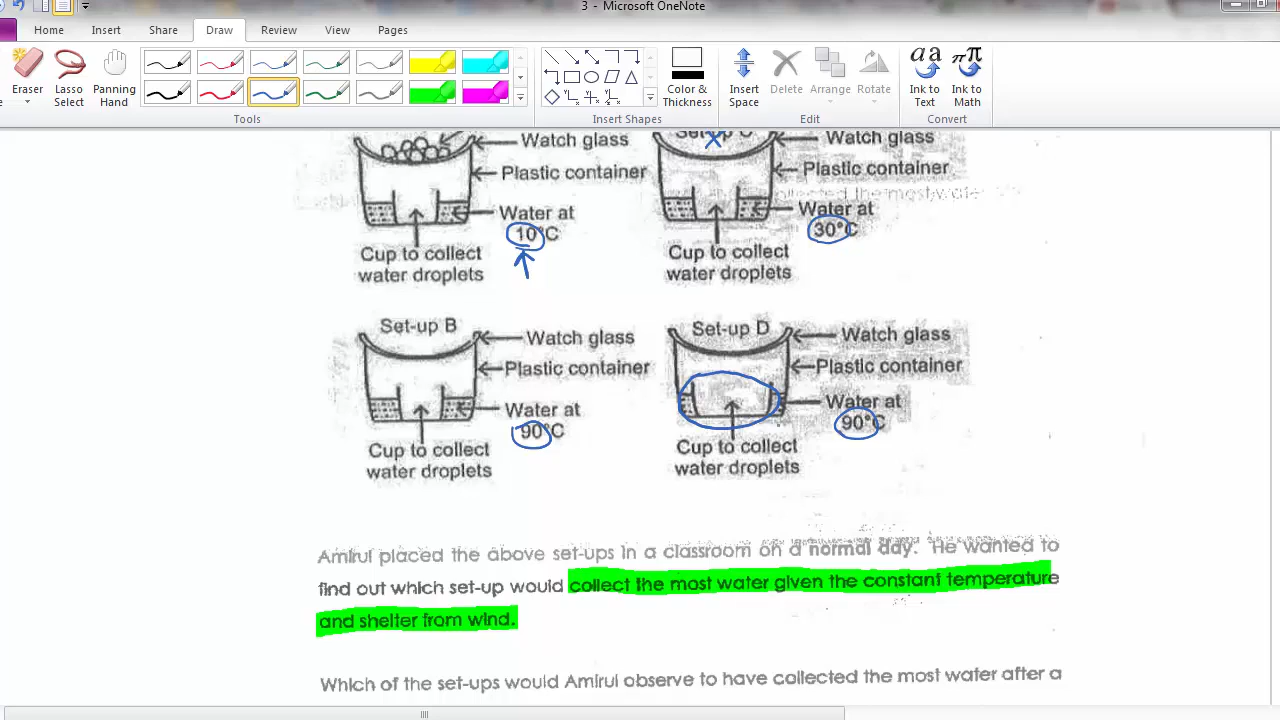 3 - Microsoft OneNote
Home Insert Share Draw Review View Pages
Eraser Lasso Select Panning Hand Color & Thickness Insert Space Delete Arrange Rotate Ink to Text Ink to Math
Tools Insert Shapes Edit Convert
Watch glass
Plastic container
Water at
10°C
Cup to collect
water droplets
Set-up C
Watch glass
Plastic container
Water at
30°C
Cup to collect
water droplets
Set-up B
Watch glass
Plastic container
Water at
90°C
Cup to collect
water droplets
Set-up D
Watch glass
Plastic container
Water at
90°C
Cup to collect
water droplets
Amirul placed the above set-ups in a classroom on a normal day. He wanted to
find out which set-up would collect the most water given the constant temperature
and shelter from wind.
Which of the set-ups would Amirul observe to have collected the most water after a